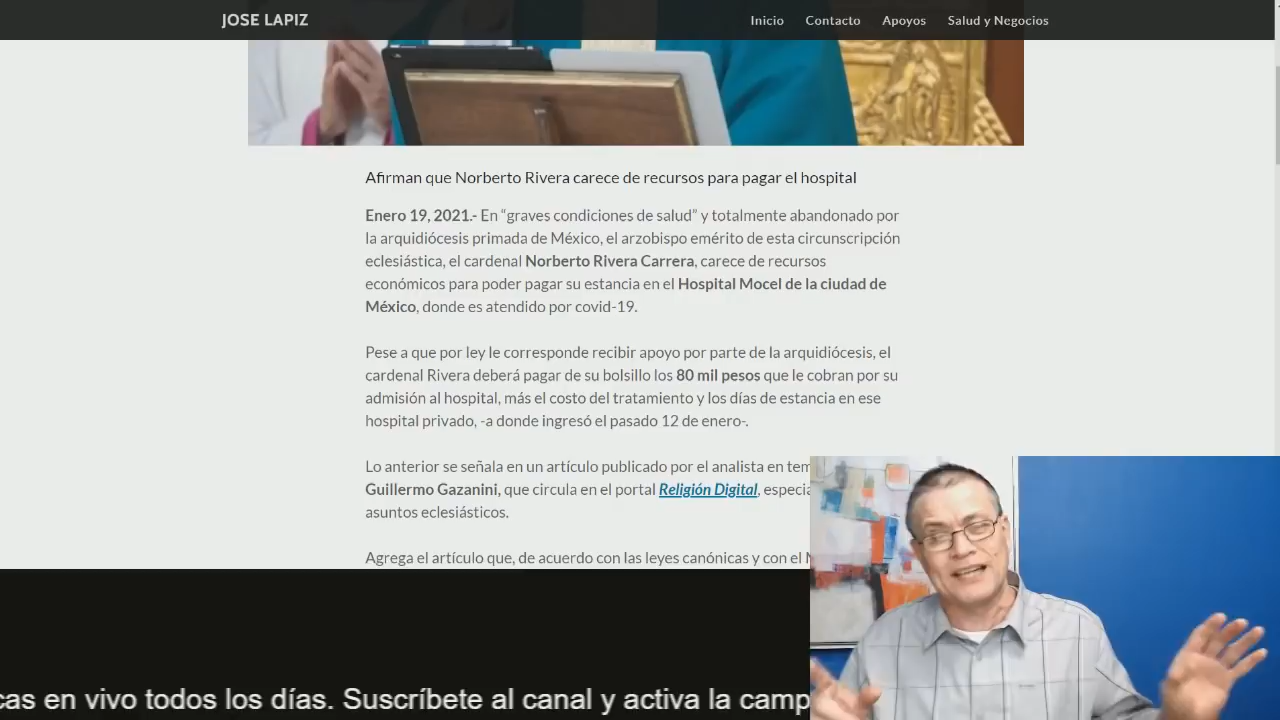 JOSE LAPIZ
Inicio Contacto Apoyos Salud y Negocios
Afirman que Norberto Rivera carece de recursos para pagar el hospital
Enero 19, 2021.- En “graves condiciones de salud” y totalmente abandonado por
la arquidiócesis primada de México, el arzobispo emérito de esta circunscripción
eclesiástica, el cardenal Norberto Rivera Carrera, carece de recursos
económicos para poder pagar su estancia en el Hospital Mocel de la ciudad de
México, donde es atendido por covid-19.
Pese a que por ley le corresponde recibir apoyo por parte de la arquidiócesis, el
cardenal Rivera deberá pagar de su bolsillo los 80 mil pesos que le cobran por su
admisión al hospital, más el costo del tratamiento y los días de estancia en ese
hospital privado, -a donde ingresó el pasado 12 de enero-.
Lo anterior se señala en un artículo publicado por el analista en tem
Guillermo Gazanini, que circula en el portal Religión Digital, especia
asuntos eclesiásticos.
Agrega el artículo que, de acuerdo con las leyes canónicas y con el
cas en vivo todos los días. Suscríbete al canal y activa la camp